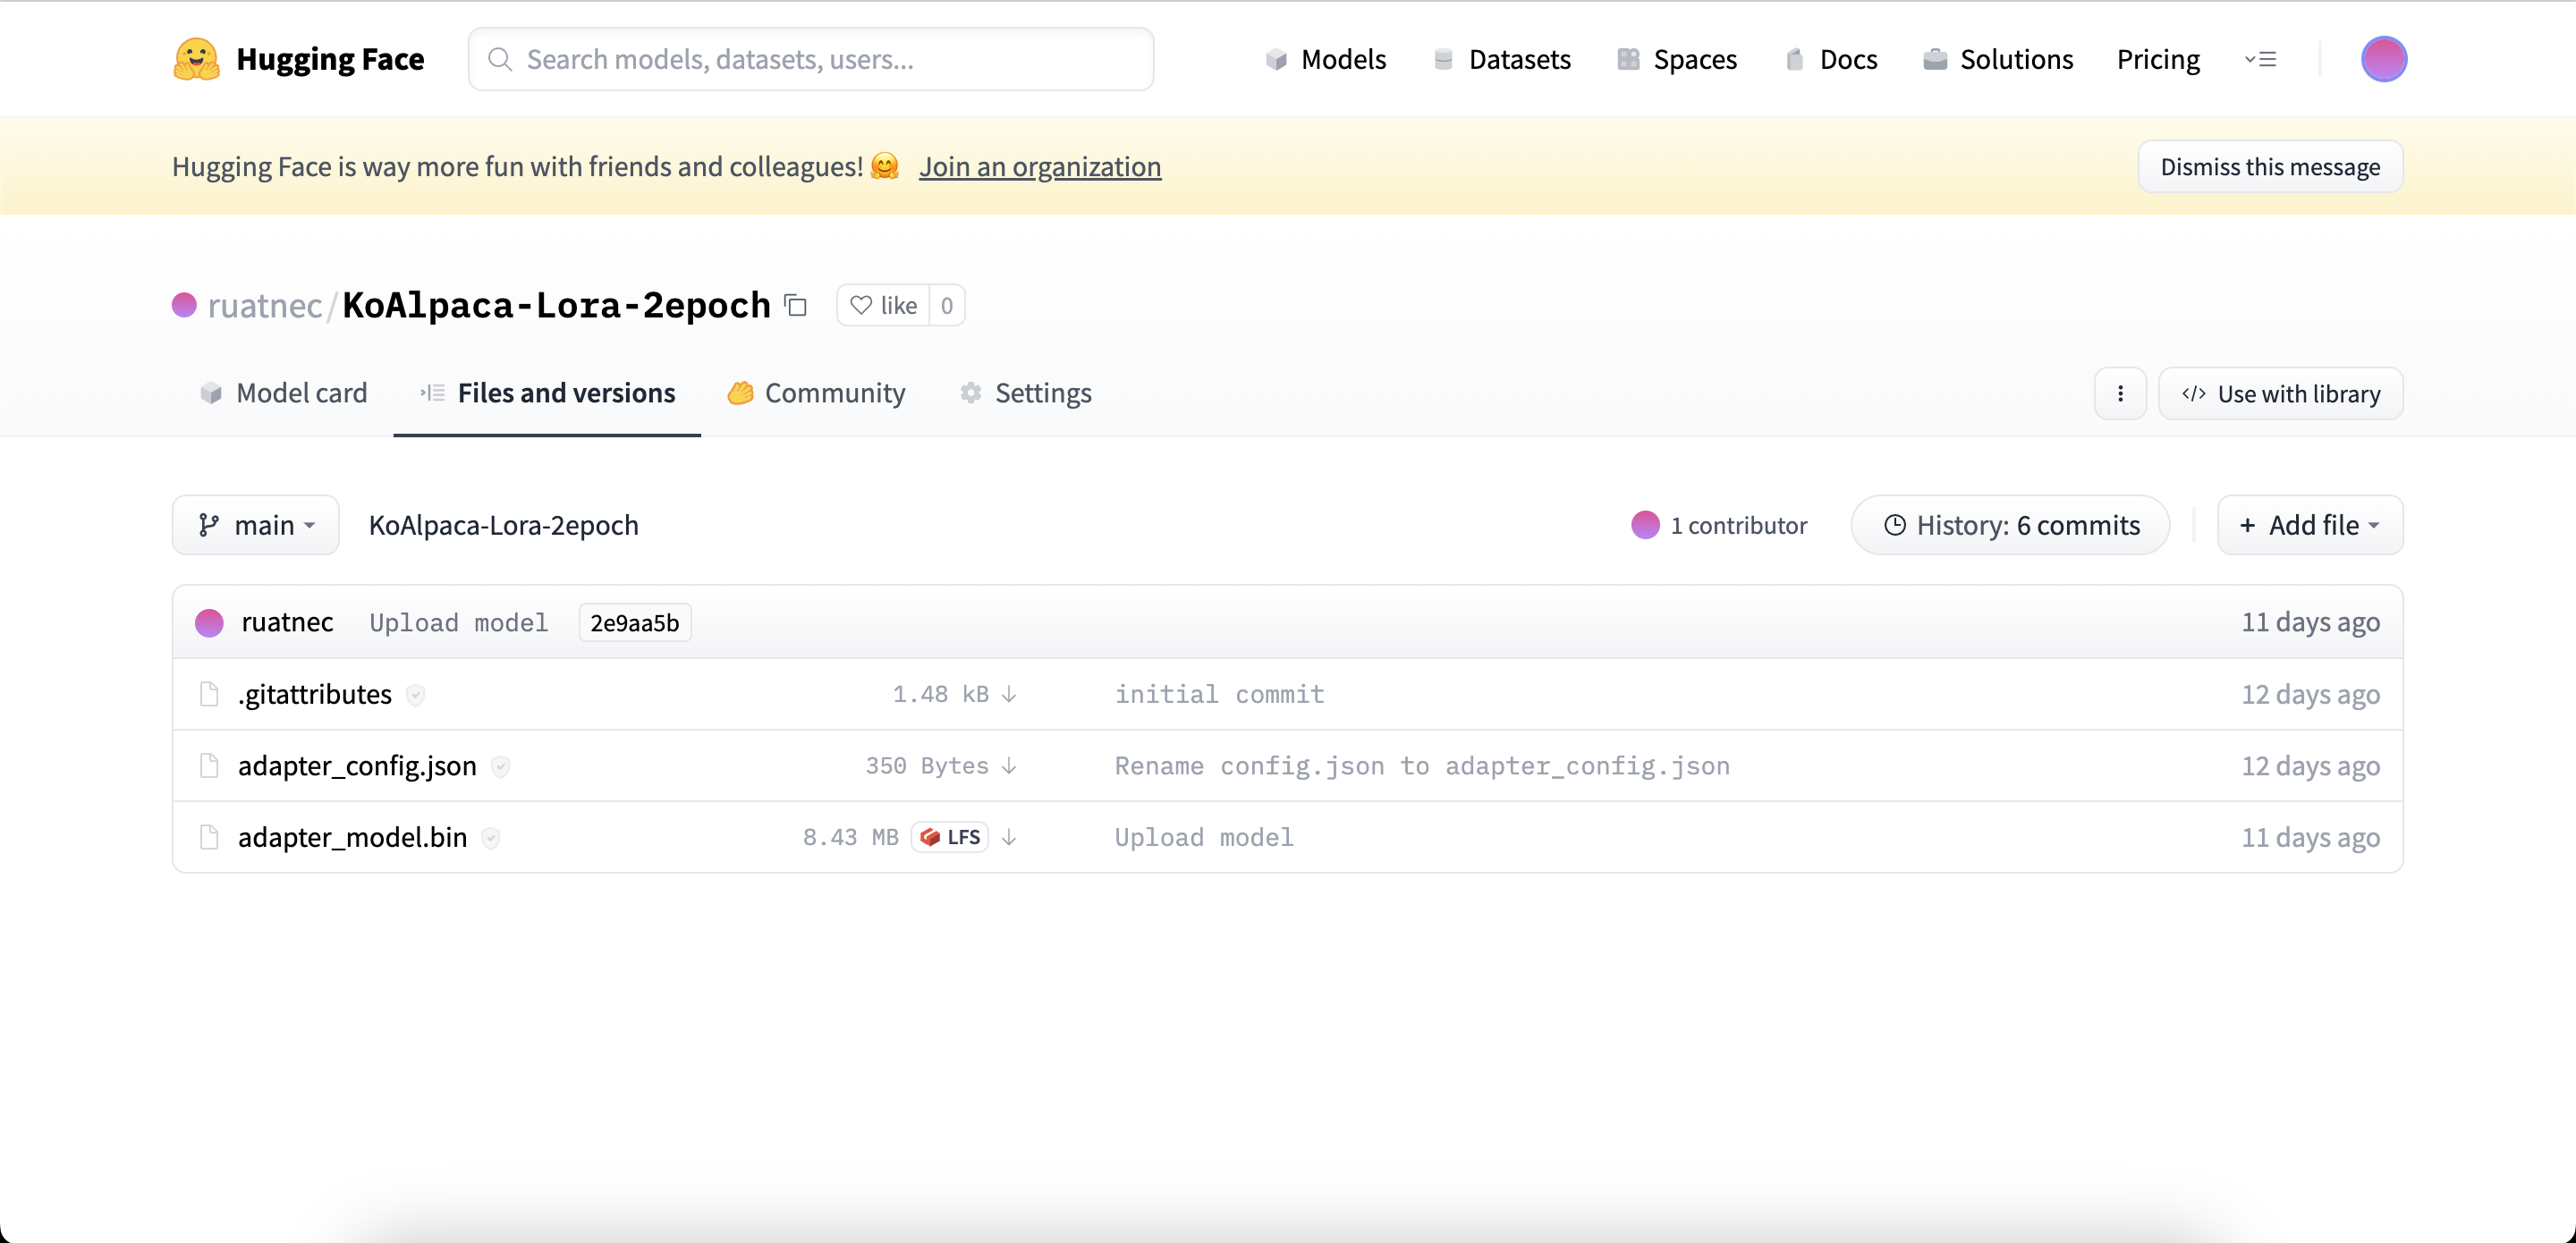 Hugging Face Search models, datasets, users... Models Datasets Spaces Docs Solutions Pricing
Hugging Face is way more fun with friends and colleagues! 🤗 Join an organization Dismiss this message
ruatnec/KoAlpaca-Lora-2epoch like 0
Model card Files and versions Community Settings Use with library
main KoAlpaca-Lora-2epoch 1 contributor History: 6 commits + Add file
ruatnec Upload model 2e9aa5b 11 days ago
.gitattributes 1.48 kB initial commit 12 days ago
adapter_config.json 350 Bytes Rename config.json to adapter_config.json 12 days ago
adapter_model.bin 8.43 MB LFS Upload model 11 days ago